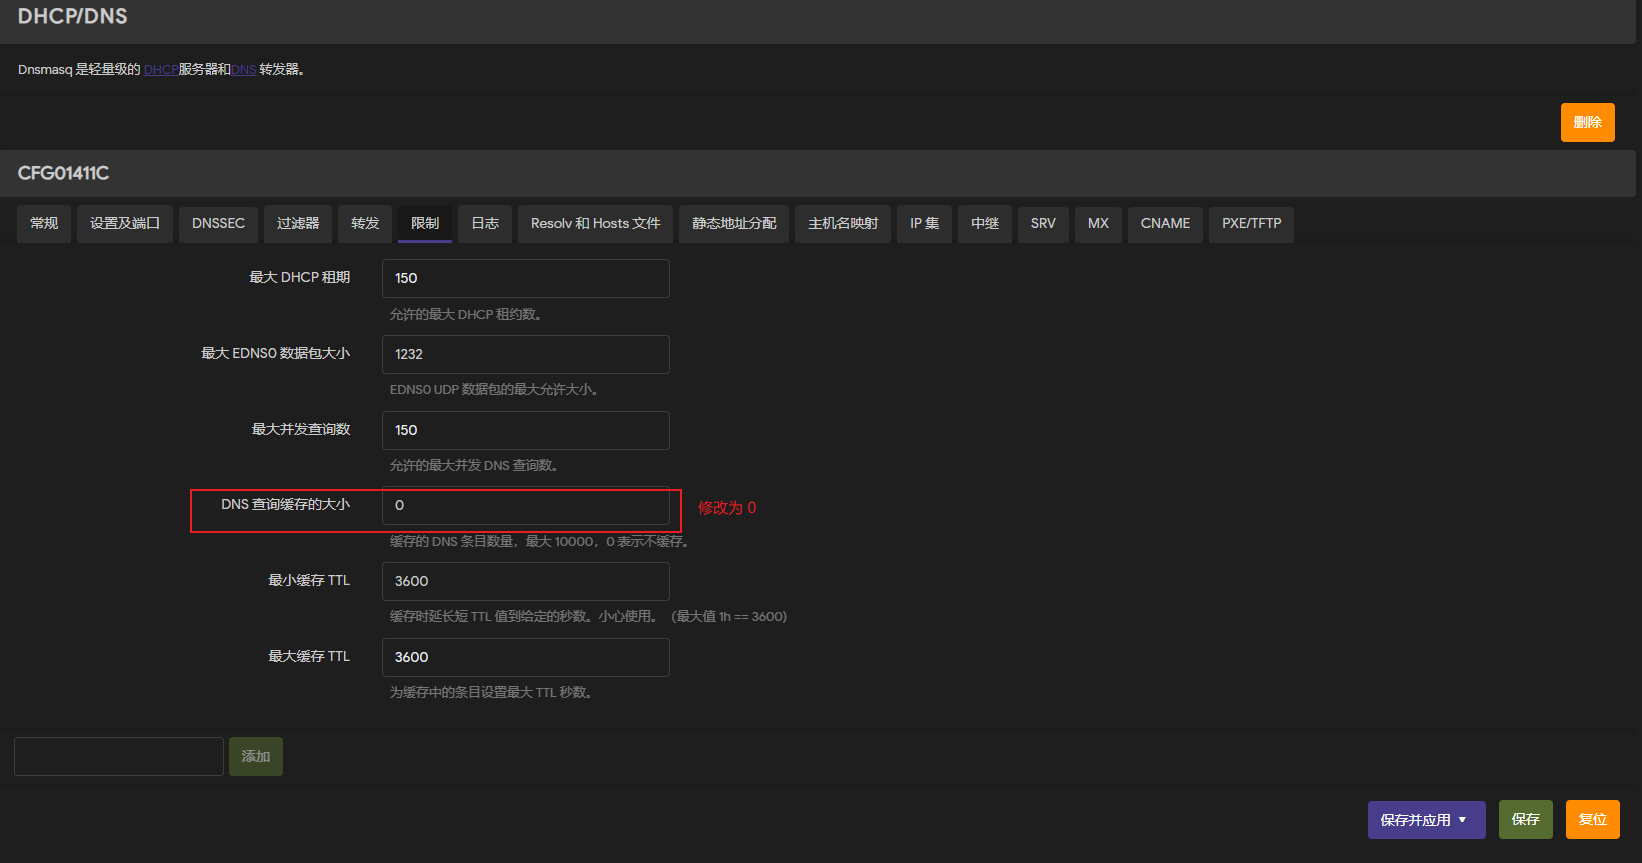 DHCP/DNS
Dnsmasq 是轻量级的 DHCP服务器和DNS 转发器。
删除
CFG01411C
常规 设置及端口 DNSSEC 过滤器 转发 限制 日志 Resolv 和 Hosts 文件 静态地址分配 主机名映射 IP 集 中继 SRV MX CNAME PXE/TFTP
最大 DHCP 租期 150
允许的最大 DHCP 租约数。
最大 EDNS0 数据包大小 1232
EDNS0 UDP 数据包的最大允许大小。
最大并发查询数 150
允许的最大并发 DNS 查询数。
DNS 查询缓存的大小 0 修改为 0
缓存的 DNS 条目数量，最大 10000，0 表示不缓存。
最小缓存 TTL 3600
缓存时延长短 TTL 值到给定的秒数。小心使用。（最大值 1h == 3600）
最大缓存 TTL 3600
为缓存中的条目设置最大 TTL 秒数。
添加
保存并应用 保存 复位